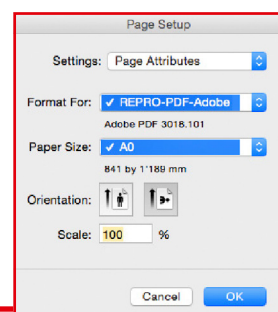 Page Setup
Settings: Page Attributes
Format For: ✓ REPRO-PDF-Adobe
Adobe PDF 3016.101
Paper Size: ✓ A0
841 by 1'189 mm
Orientation:
Scale: 100 %
Cancel OK